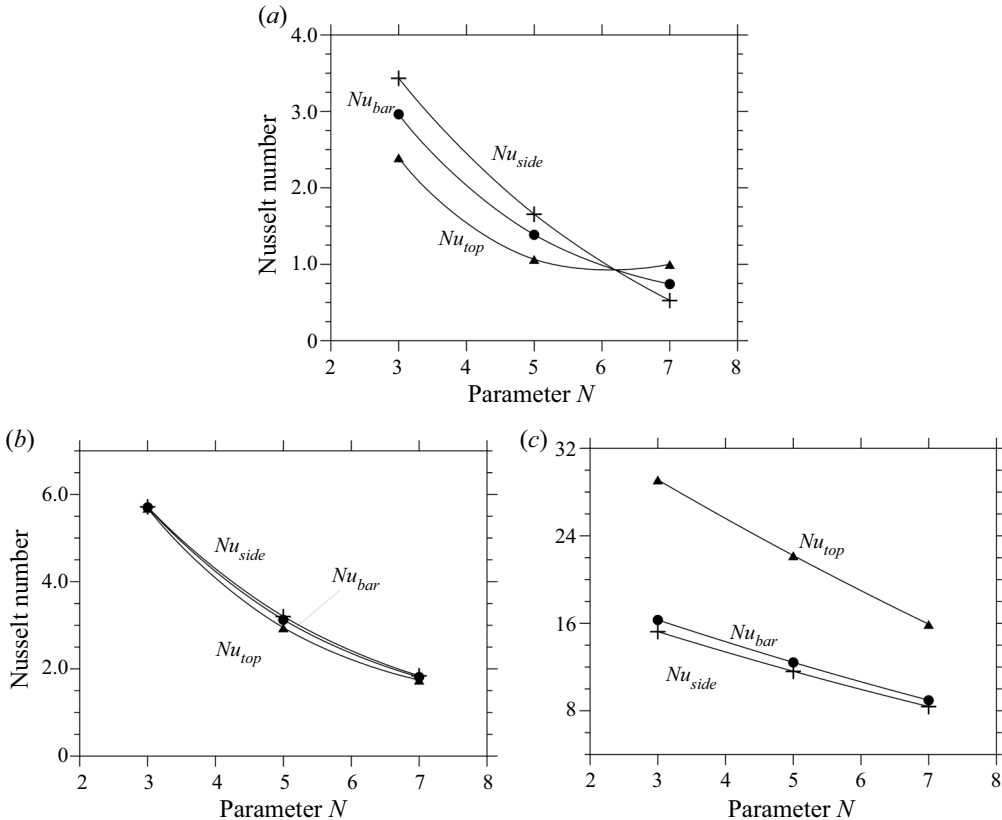 (a)
4.0
3.0
2.0
1.0
0
Nusselt number
Nu_bar
Nu_side
Nu_top
2 3 4 5 6 7 8
Parameter N
(b)
6.0
4.0
2.0
0
Nusselt number
Nu_side
Nu_bar
Nu_top
2 3 4 5 6 7 8
Parameter N
(c)
32
24
16
8
Nu_top
Nu_bar
Nu_side
2 3 4 5 6 7 8
Parameter N